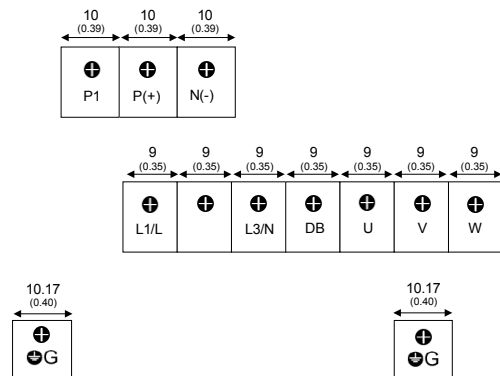 10 10 10
(0.39) (0.39) (0.39)
P1 P(+) N(-)
9 9 9 9 9 9 9
(0.35) (0.35) (0.35) (0.35) (0.35) (0.35) (0.35)
L1/L L3/N DB U V W
10.17 10.17
(0.40) (0.40)
G G